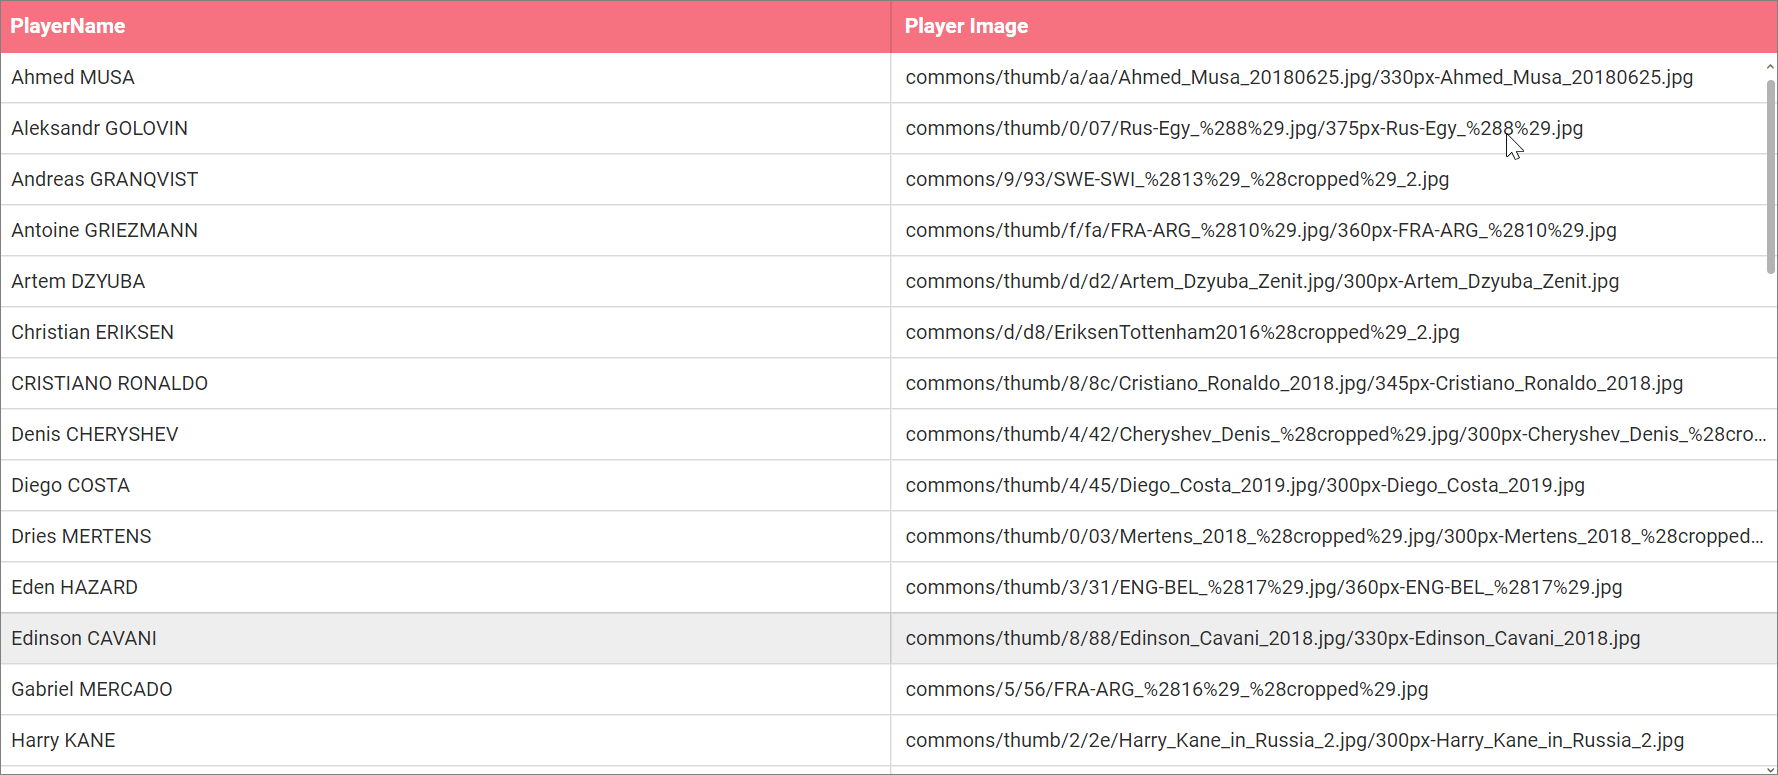 PlayerName Player Image
Ahmed MUSA commons/thumb/a/aa/Ahmed_Musa_20180625.jpg/330px-Ahmed_Musa_20180625.jpg
Aleksandr GOLOVIN commons/thumb/0/07/Rus-Egy_%288%29.jpg/375px-Rus-Egy_%288%29.jpg
Andreas GRANQVIST commons/9/93/SWE-SWI_%2813%29_%28cropped%29_2.jpg
Antoine GRIEZMANN commons/thumb/f/fa/FRA-ARG_%2810%29.jpg/360px-FRA-ARG_%2810%29.jpg
Artem DZYUBA commons/thumb/d/d2/Artem_Dzyuba_Zenit.jpg/300px-Artem_Dzyuba_Zenit.jpg
Christian ERIKSEN commons/d/d8/EriksenTottenham2016%28cropped%29_2.jpg
CRISTIANO RONALDO commons/thumb/8/8c/Cristiano_Ronaldo_2018.jpg/345px-Cristiano_Ronaldo_2018.jpg
Denis CHERYSHEV commons/thumb/4/42/Cheryshev_Denis_%28cropped%29.jpg/300px-Cheryshev_Denis_%28cro...
Diego COSTA commons/thumb/4/45/Diego_Costa_2019.jpg/300px-Diego_Costa_2019.jpg
Dries MERTENS commons/thumb/0/03/Mertens_2018_%28cropped%29.jpg/300px-Mertens_2018_%28cropped...
Eden HAZARD commons/thumb/3/31/ENG-BEL_%2817%29.jpg/360px-ENG-BEL_%2817%29.jpg
Edinson CAVANI commons/thumb/8/88/Edinson_Cavani_2018.jpg/330px-Edinson_Cavani_2018.jpg
Gabriel MERCADO commons/5/56/FRA-ARG_%2816%29_%28cropped%29.jpg
Harry KANE commons/thumb/2/2e/Harry_Kane_in_Russia_2.jpg/300px-Harry_Kane_in_Russia_2.jpg